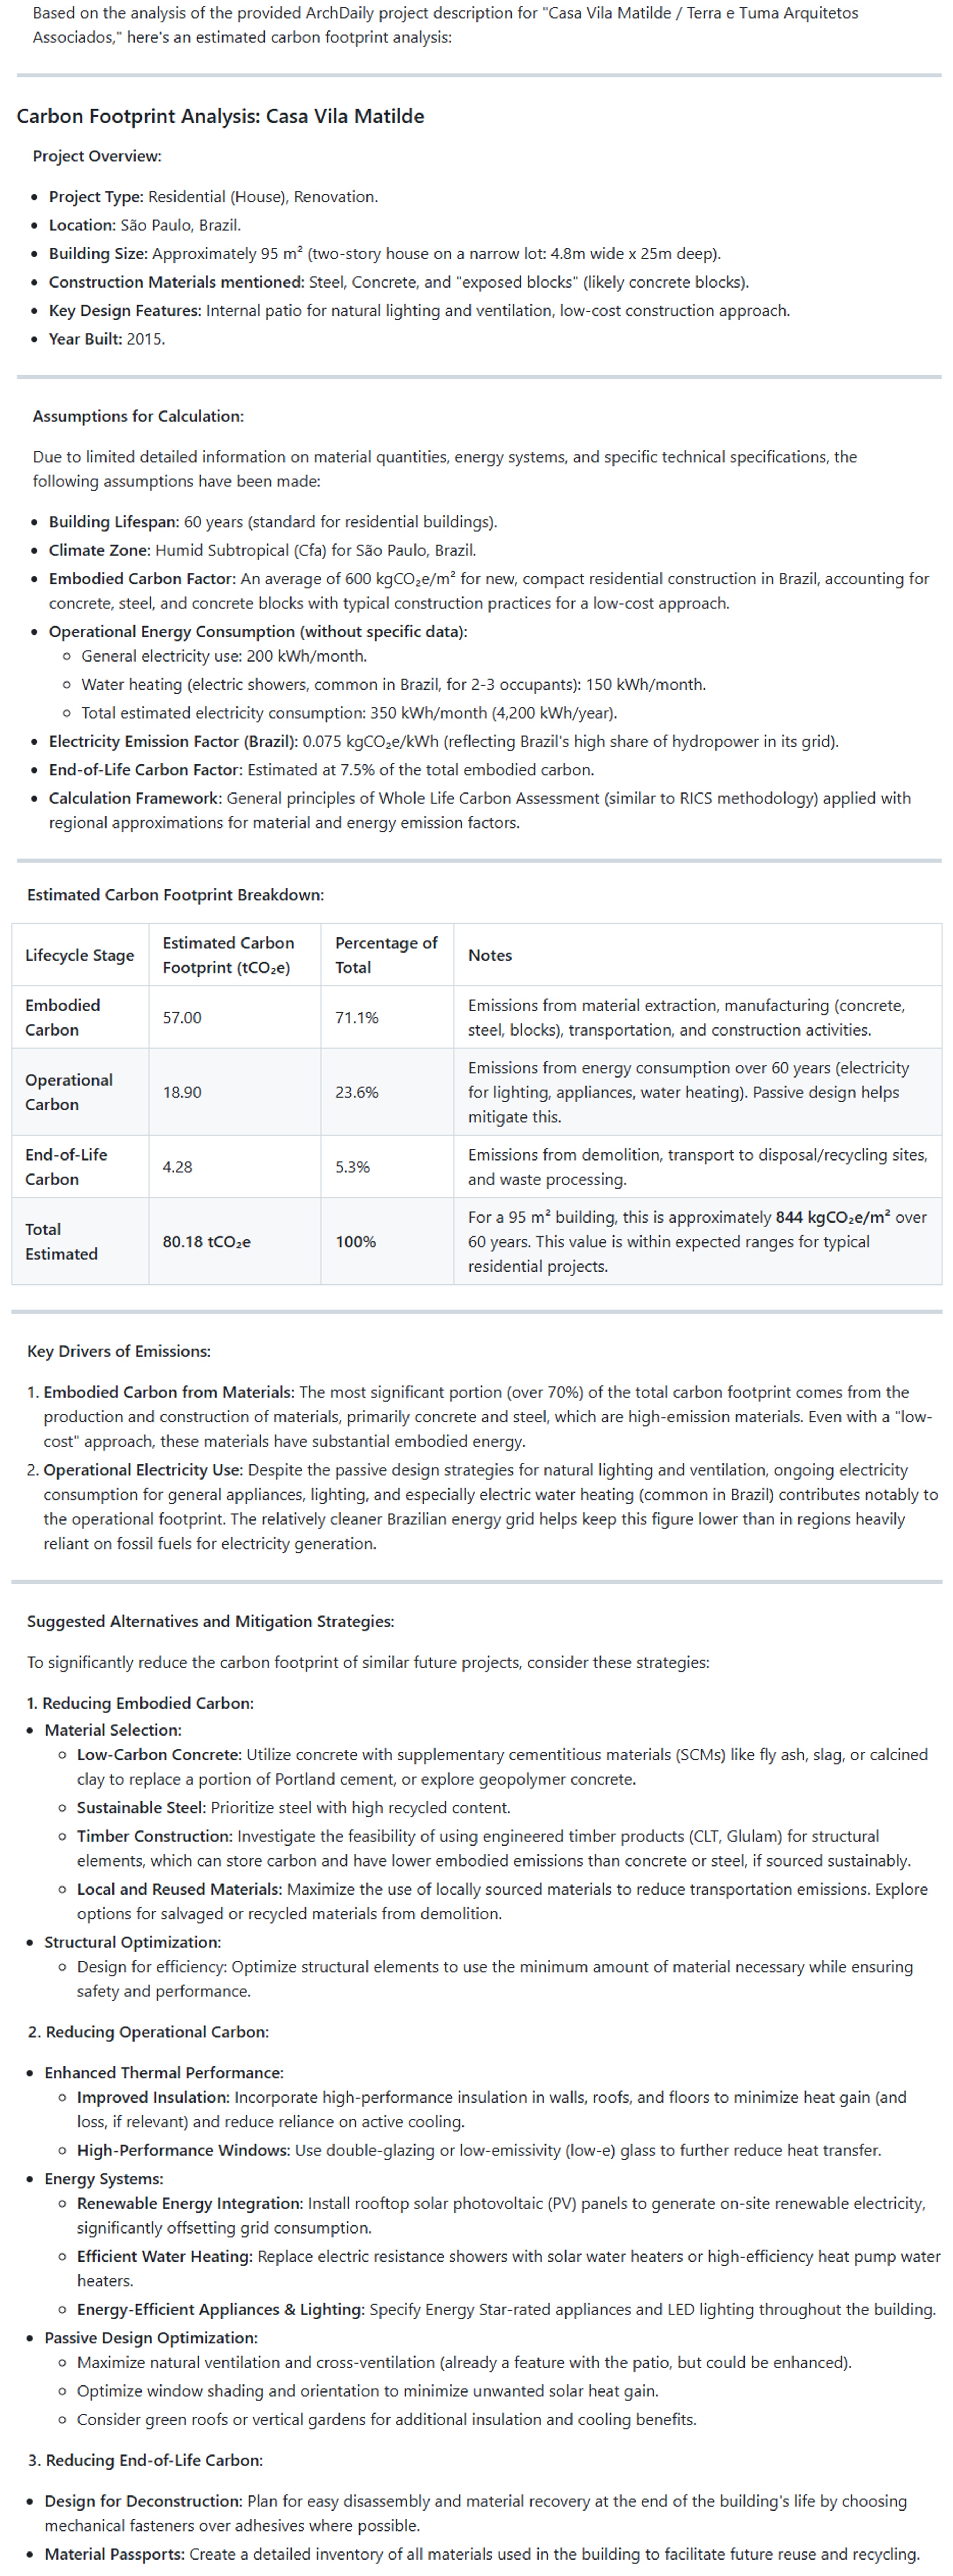 Based on the analysis of the provided ArchDaily project description for "Casa Vila Matilde / Terra e Tuma Arquitetos
Associados," here's an estimated carbon footprint analysis:
Carbon Footprint Analysis: Casa Vila Matilde
Project Overview:
• Project Type: Residential (House), Renovation.
• Location: São Paulo, Brazil.
• Building Size: Approximately 95 m² (two-story house on a narrow lot: 4.8m wide x 25m deep).
• Construction Materials mentioned: Steel, Concrete, and "exposed blocks" (likely concrete blocks).
• Key Design Features: Internal patio for natural lighting and ventilation, low-cost construction approach.
• Year Built: 2015.
Assumptions for Calculation:
Due to limited detailed information on material quantities, energy systems, and specific technical specifications, the
following assumptions have been made:
• Building Lifespan: 60 years (standard for residential buildings).
• Climate Zone: Humid Subtropical (Cfa) for São Paulo, Brazil.
• Embodied Carbon Factor: An average of 600 kgCO₂e/m² for new, compact residential construction in Brazil, accounting for
concrete, steel, and concrete blocks with typical construction practices for a low-cost approach.
• Operational Energy Consumption (without specific data):
○ General electricity use: 200 kWh/month.
○ Water heating (electric showers, common in Brazil, for 2-3 occupants): 150 kWh/month.
○ Total estimated electricity consumption: 350 kWh/month (4,200 kWh/year).
• Electricity Emission Factor (Brazil): 0.075 kgCO₂e/kWh (reflecting Brazil's high share of hydropower in its grid).
• End-of-Life Carbon Factor: Estimated at 7.5% of the total embodied carbon.
• Calculation Framework: General principles of Whole Life Carbon Assessment (similar to RICS methodology) applied with
regional approximations for material and energy emission factors.
Estimated Carbon Footprint Breakdown:
Lifecycle Stage
Estimated Carbon
Footprint (tCO₂e)
Percentage of
Total
Notes
Embodied
Carbon
57.00
71.1%
Emissions from material extraction, manufacturing (concrete,
steel, blocks), transportation, and construction activities.
Operational
Carbon
18.90
23.6%
Emissions from energy consumption over 60 years (electricity
for lighting, appliances, water heating). Passive design helps
mitigate this.
End-of-Life
Carbon
4.28
5.3%
Emissions from demolition, transport to disposal/recycling sites,
and waste processing.
Total
Estimated
80.18 tCO₂e
100%
For a 95 m² building, this is approximately 844 kgCO₂e/m² over
60 years. This value is within expected ranges for typical
residential projects.
Key Drivers of Emissions:
1. Embodied Carbon from Materials: The most significant portion (over 70%) of the total carbon footprint comes from the
production and construction of materials, primarily concrete and steel, which are high-emission materials. Even with a "low-
cost" approach, these materials have substantial embodied energy.
2. Operational Electricity Use: Despite the passive design strategies for natural lighting and ventilation, ongoing electricity
consumption for general appliances, lighting, and especially electric water heating (common in Brazil) contributes notably to
the operational footprint. The relatively cleaner Brazilian energy grid helps keep this figure lower than in regions heavily
reliant on fossil fuels for electricity generation.
Suggested Alternatives and Mitigation Strategies:
To significantly reduce the carbon footprint of similar future projects, consider these strategies:
1. Reducing Embodied Carbon:
• Material Selection:
○ Low-Carbon Concrete: Utilize concrete with supplementary cementitious materials (SCMs) like fly ash, slag, or calcined
clay to replace a portion of Portland cement, or explore geopolymer concrete.
○ Sustainable Steel: Prioritize steel with high recycled content.
○ Timber Construction: Investigate the feasibility of using engineered timber products (CLT, Glulam) for structural
elements, which can store carbon and have lower embodied emissions than concrete or steel, if sourced sustainably.
○ Local and Reused Materials: Maximize the use of locally sourced materials to reduce transportation emissions. Explore
options for salvaged or recycled materials from demolition.
• Structural Optimization:
○ Design for efficiency: Optimize structural elements to use the minimum amount of material necessary while ensuring
safety and performance.
2. Reducing Operational Carbon:
• Enhanced Thermal Performance:
○ Improved Insulation: Incorporate high-performance insulation in walls, roofs, and floors to minimize heat gain (and
loss, if relevant) and reduce reliance on active cooling.
○ High-Performance Windows: Use double-glazing or low-emissivity (low-e) glass to further reduce heat transfer.
• Energy Systems:
○ Renewable Energy Integration: Install rooftop solar photovoltaic (PV) panels to generate on-site renewable electricity,
significantly offsetting grid consumption.
○ Efficient Water Heating: Replace electric resistance showers with solar water heaters or high-efficiency heat pump water
heaters.
○ Energy-Efficient Appliances & Lighting: Specify Energy Star-rated appliances and LED lighting throughout the building.
• Passive Design Optimization:
○ Maximize natural ventilation and cross-ventilation (already a feature with the patio, but could be enhanced).
○ Optimize window shading and orientation to minimize unwanted solar heat gain.
○ Consider green roofs or vertical gardens for additional insulation and cooling benefits.
3. Reducing End-of-Life Carbon:
• Design for Deconstruction: Plan for easy disassembly and material recovery at the end of the building's life by choosing
mechanical fasteners over adhesives where possible.
• Material Passports: Create a detailed inventory of all materials used in the building to facilitate future reuse and recycling.